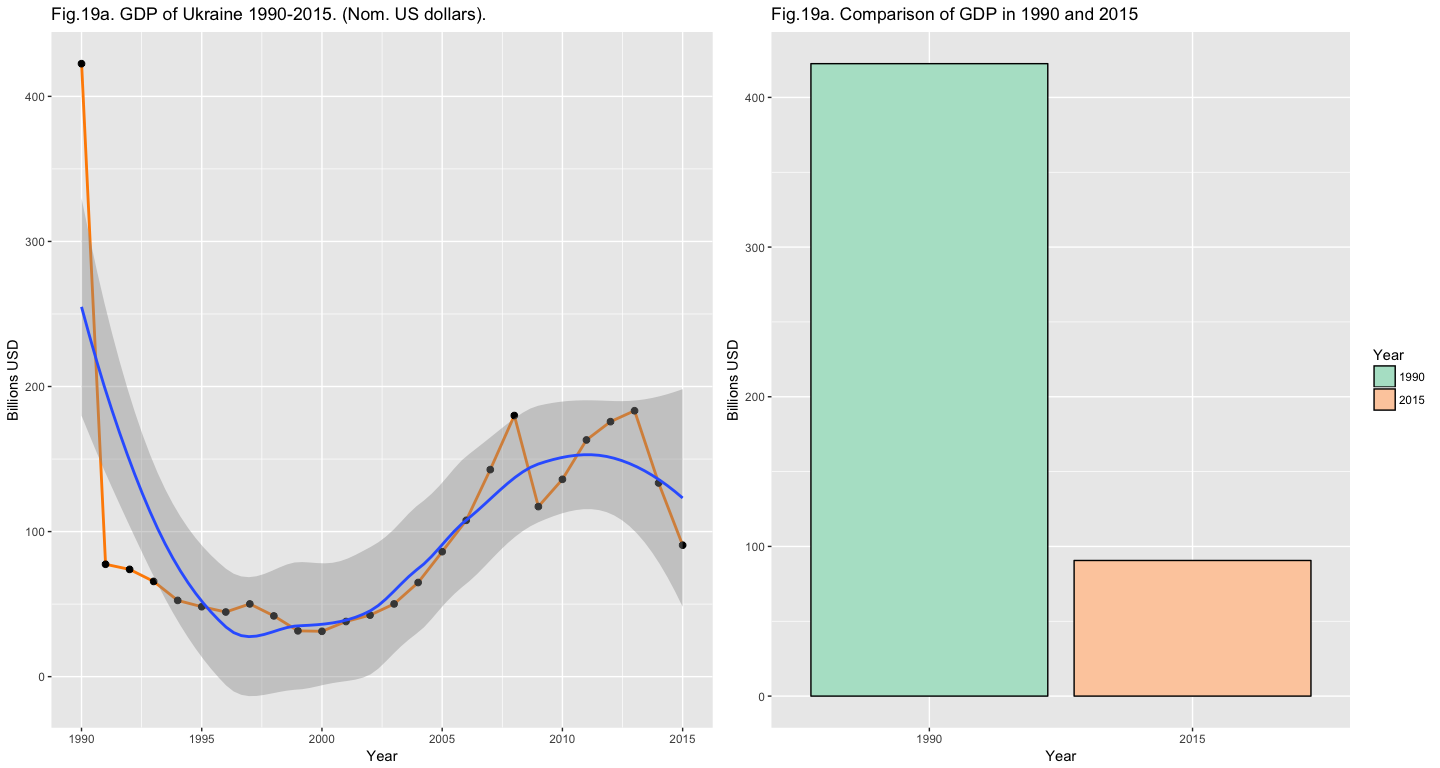 Fig.19a. GDP of Ukraine 1990-2015. (Nom. US dollars).
Billions USD
400
300
200
100
0
1990 1995 2000 2005 2010 2015
Year
Fig.19a. Comparison of GDP in 1990 and 2015
Billions USD
400
300
200
100
0
1990 2015
Year
Year
1990
2015